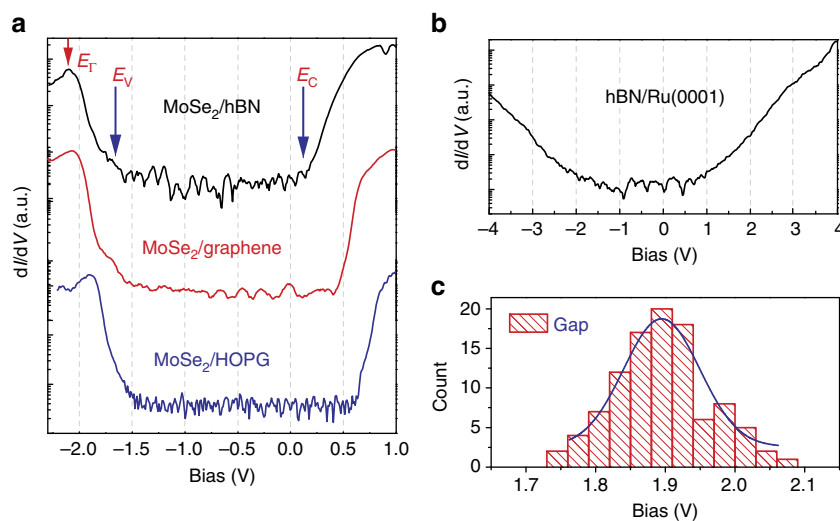 a
E_Γ
E_V
E_C
MoSe₂/hBN
MoSe₂/graphene
MoSe₂/HOPG
dI/dV (a.u.)
−2.0 −1.5 −1.0 −0.5 0.0 0.5 1.0
Bias (V)
b
hBN/Ru(0001)
dI/dV (a.u.)
−4 −3 −2 −1 0 1 2 3 4
Bias (V)
c
Gap
Count
20
15
10
5
0
1.7 1.8 1.9 2.0 2.1
Bias (V)